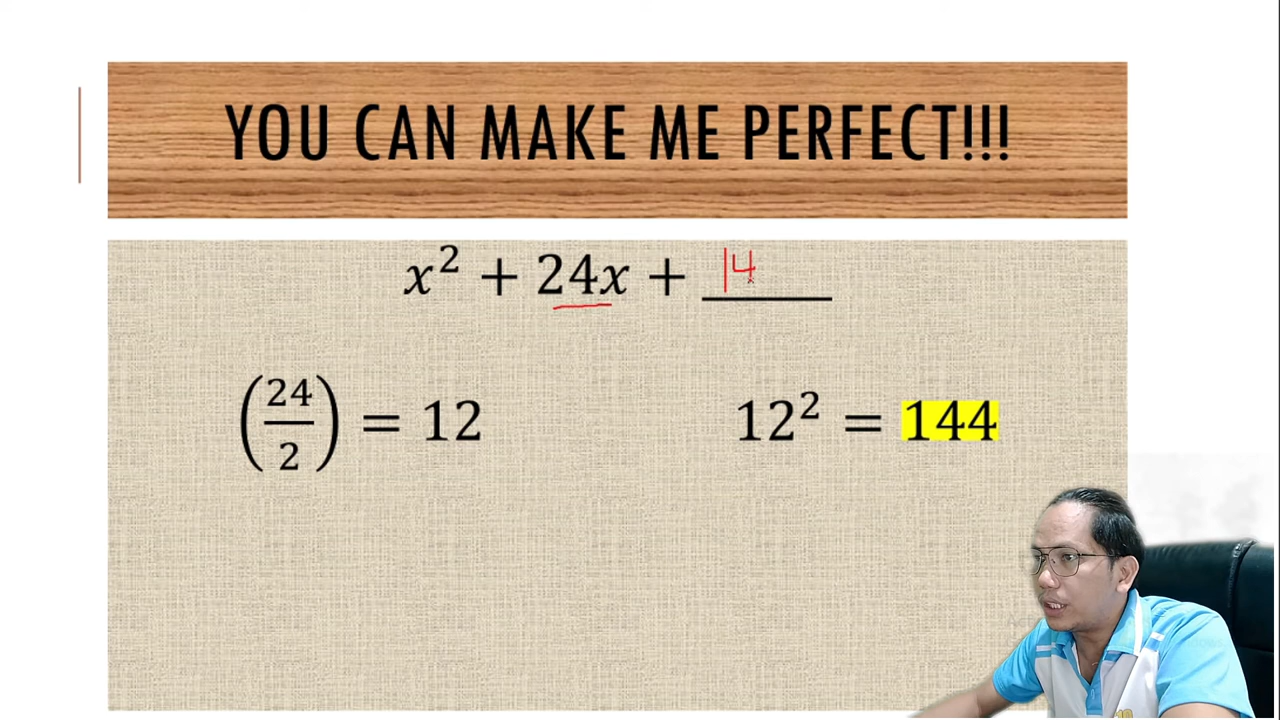 YOU CAN MAKE ME PERFECT!!!
x² + 24x + 14
(24/2) = 12
12² = 144